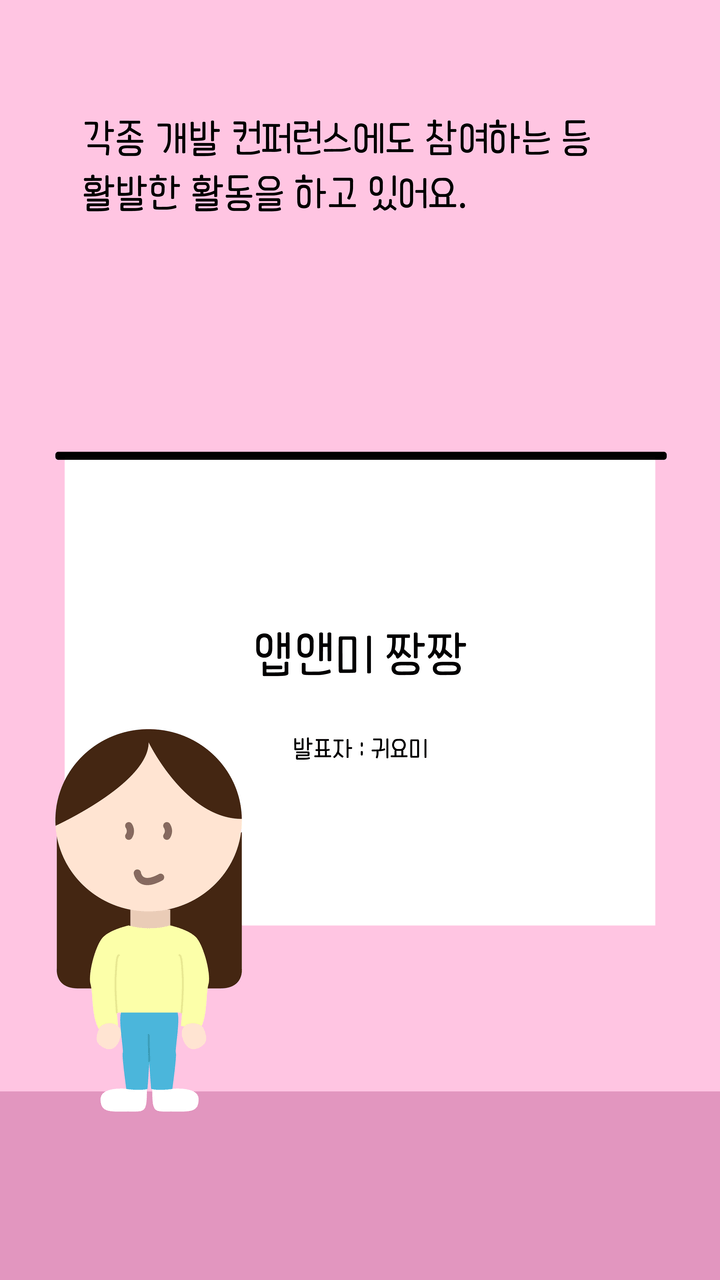 각종 개발 컨퍼런스에도 참여하는 등
활발한 활동을 하고 있어요.
앱앤미 짱짱
발표자 : 귀요미